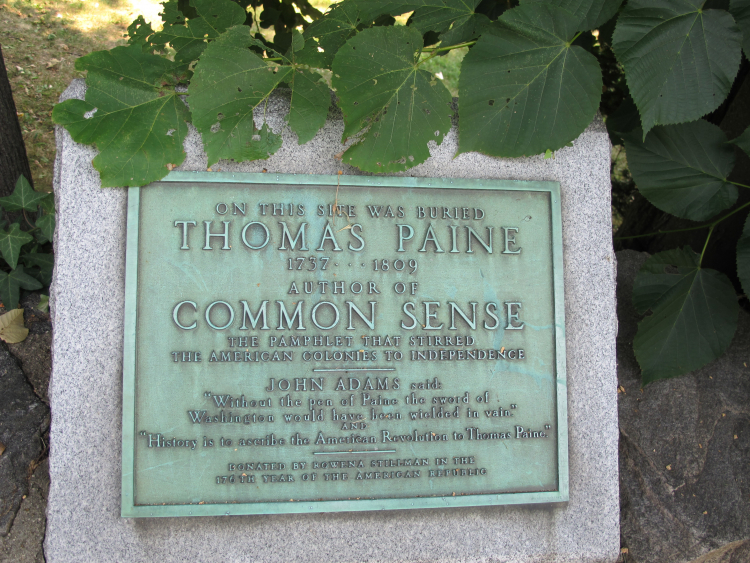 ON THIS SITE WAS BURIED
THOMAS PAINE
1737 · · · 1809
AUTHOR OF
COMMON SENSE
THE PAMPHLET THAT STIRRED
THE AMERICAN COLONIES TO INDEPENDENCE
JOHN ADAMS said:
"Without the pen of Paine the sword of
Washington would have been wielded in vain."
AND
"History is to ascribe the American Revolution to Thomas Paine."
DONATED BY ROWENA STILLMAN IN THE
176TH YEAR OF THE AMERICAN REPUBLIC